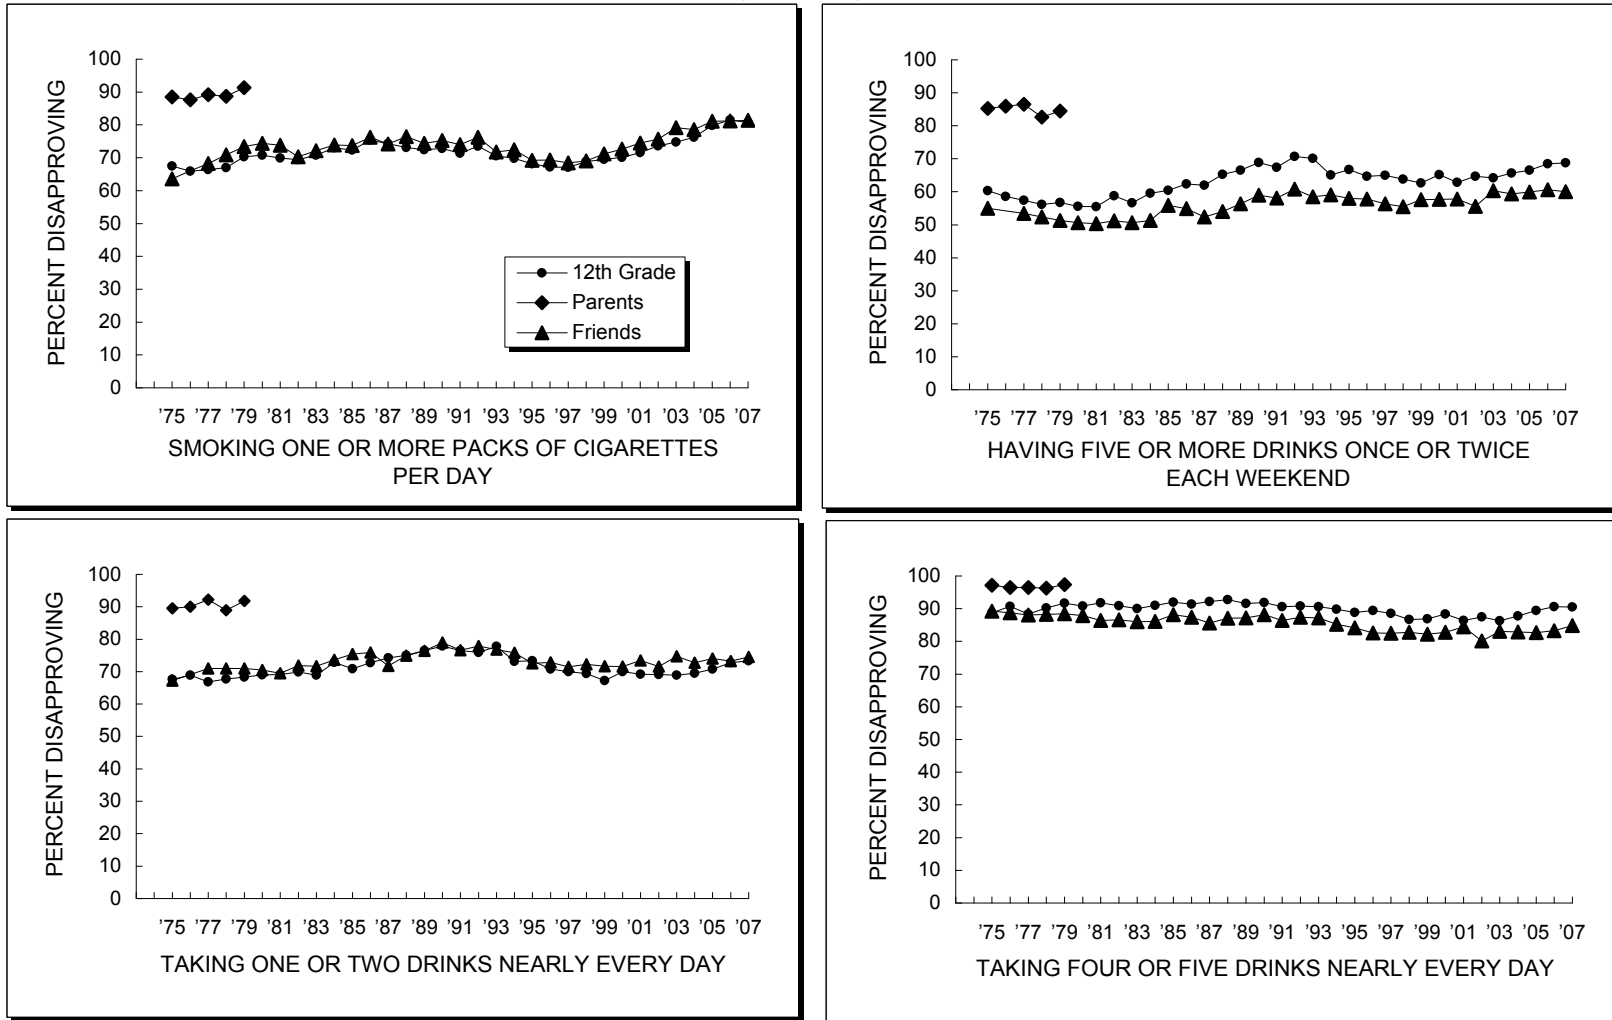 PERCENT DISAPPROVING
100
90
80
70
60
50
40
30
20
10
0
12th Grade
Parents
Friends
’75 ’77 ’79 ’81 ’83 ’85 ’87 ’89 ’91 ’93 ’95 ’97 ’99 ’01 ’03 ’05 ’07
SMOKING ONE OR MORE PACKS OF CIGARETTES
PER DAY
PERCENT DISAPPROVING
100
90
80
70
60
50
40
30
20
10
0
’75 ’77 ’79 ’81 ’83 ’85 ’87 ’89 ’91 ’93 ’95 ’97 ’99 ’01 ’03 ’05 ’07
HAVING FIVE OR MORE DRINKS ONCE OR TWICE
EACH WEEKEND
PERCENT DISAPPROVING
100
90
80
70
60
50
40
30
20
10
0
’75 ’77 ’79 ’81 ’83 ’85 ’87 ’89 ’91 ’93 ’95 ’97 ’99 ’01 ’03 ’05 ’07
TAKING ONE OR TWO DRINKS NEARLY EVERY DAY
PERCENT DISAPPROVING
100
90
80
70
60
50
40
30
20
10
0
’75 ’77 ’79 ’81 ’83 ’85 ’87 ’89 ’91 ’93 ’95 ’97 ’99 ’01 ’03 ’05 ’07
TAKING FOUR OR FIVE DRINKS NEARLY EVERY DAY